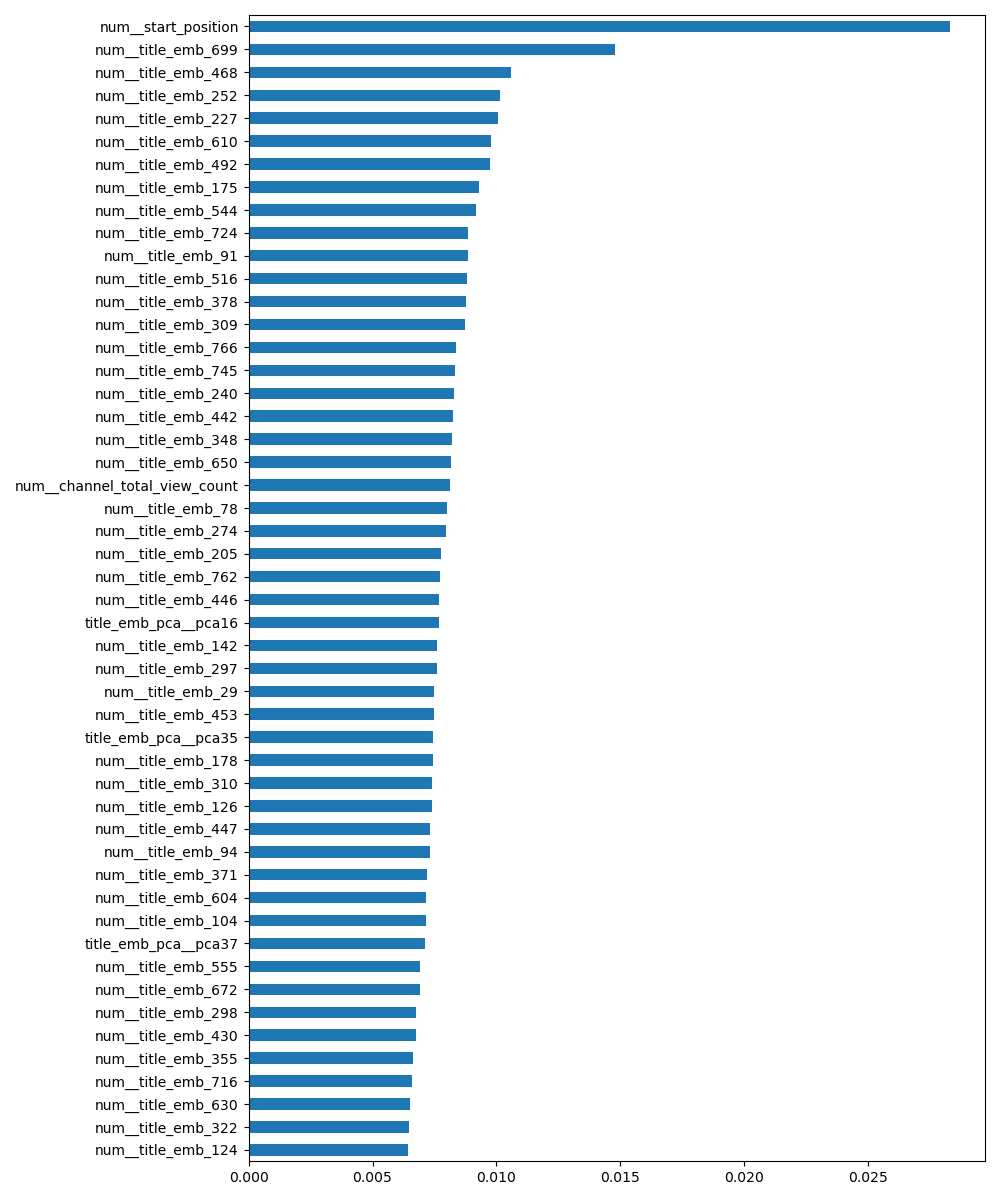 num__start_position
num__title_emb_699
num__title_emb_468
num__title_emb_252
num__title_emb_227
num__title_emb_610
num__title_emb_492
num__title_emb_175
num__title_emb_544
num__title_emb_724
num__title_emb_91
num__title_emb_516
num__title_emb_378
num__title_emb_309
num__title_emb_766
num__title_emb_745
num__title_emb_240
num__title_emb_442
num__title_emb_348
num__title_emb_650
num__channel_total_view_count
num__title_emb_78
num__title_emb_274
num__title_emb_205
num__title_emb_762
num__title_emb_446
title_emb_pca__pca16
num__title_emb_142
num__title_emb_297
num__title_emb_29
num__title_emb_453
title_emb_pca__pca35
num__title_emb_178
num__title_emb_310
num__title_emb_126
num__title_emb_447
num__title_emb_94
num__title_emb_371
num__title_emb_604
num__title_emb_104
title_emb_pca__pca37
num__title_emb_555
num__title_emb_672
num__title_emb_298
num__title_emb_430
num__title_emb_355
num__title_emb_716
num__title_emb_630
num__title_emb_322
num__title_emb_124
0.000 0.005 0.010 0.015 0.020 0.025